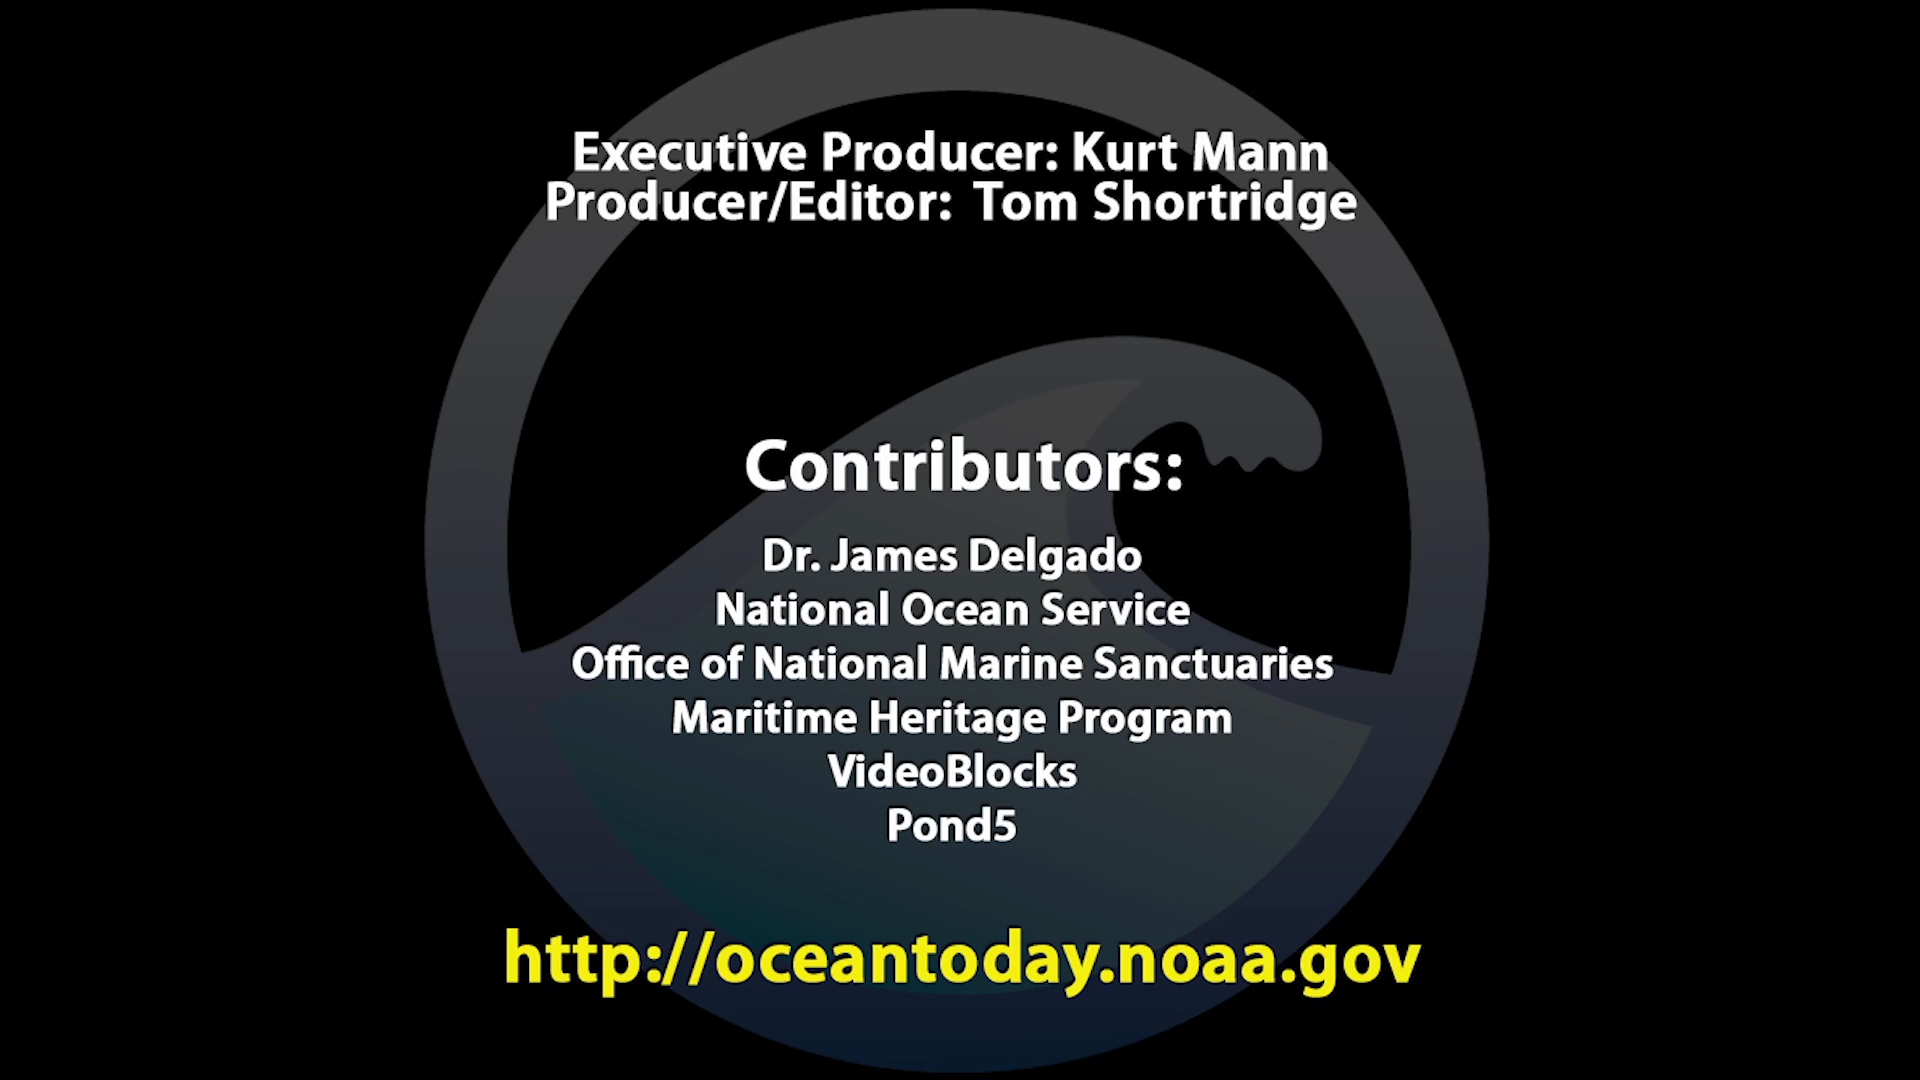 Executive Producer: Kurt Mann
Producer/Editor: Tom Shortridge
Contributors:
Dr. James Delgado
National Ocean Service
Office of National Marine Sanctuaries
Maritime Heritage Program
VideoBlocks
Pond5
http://oceantoday.noaa.gov